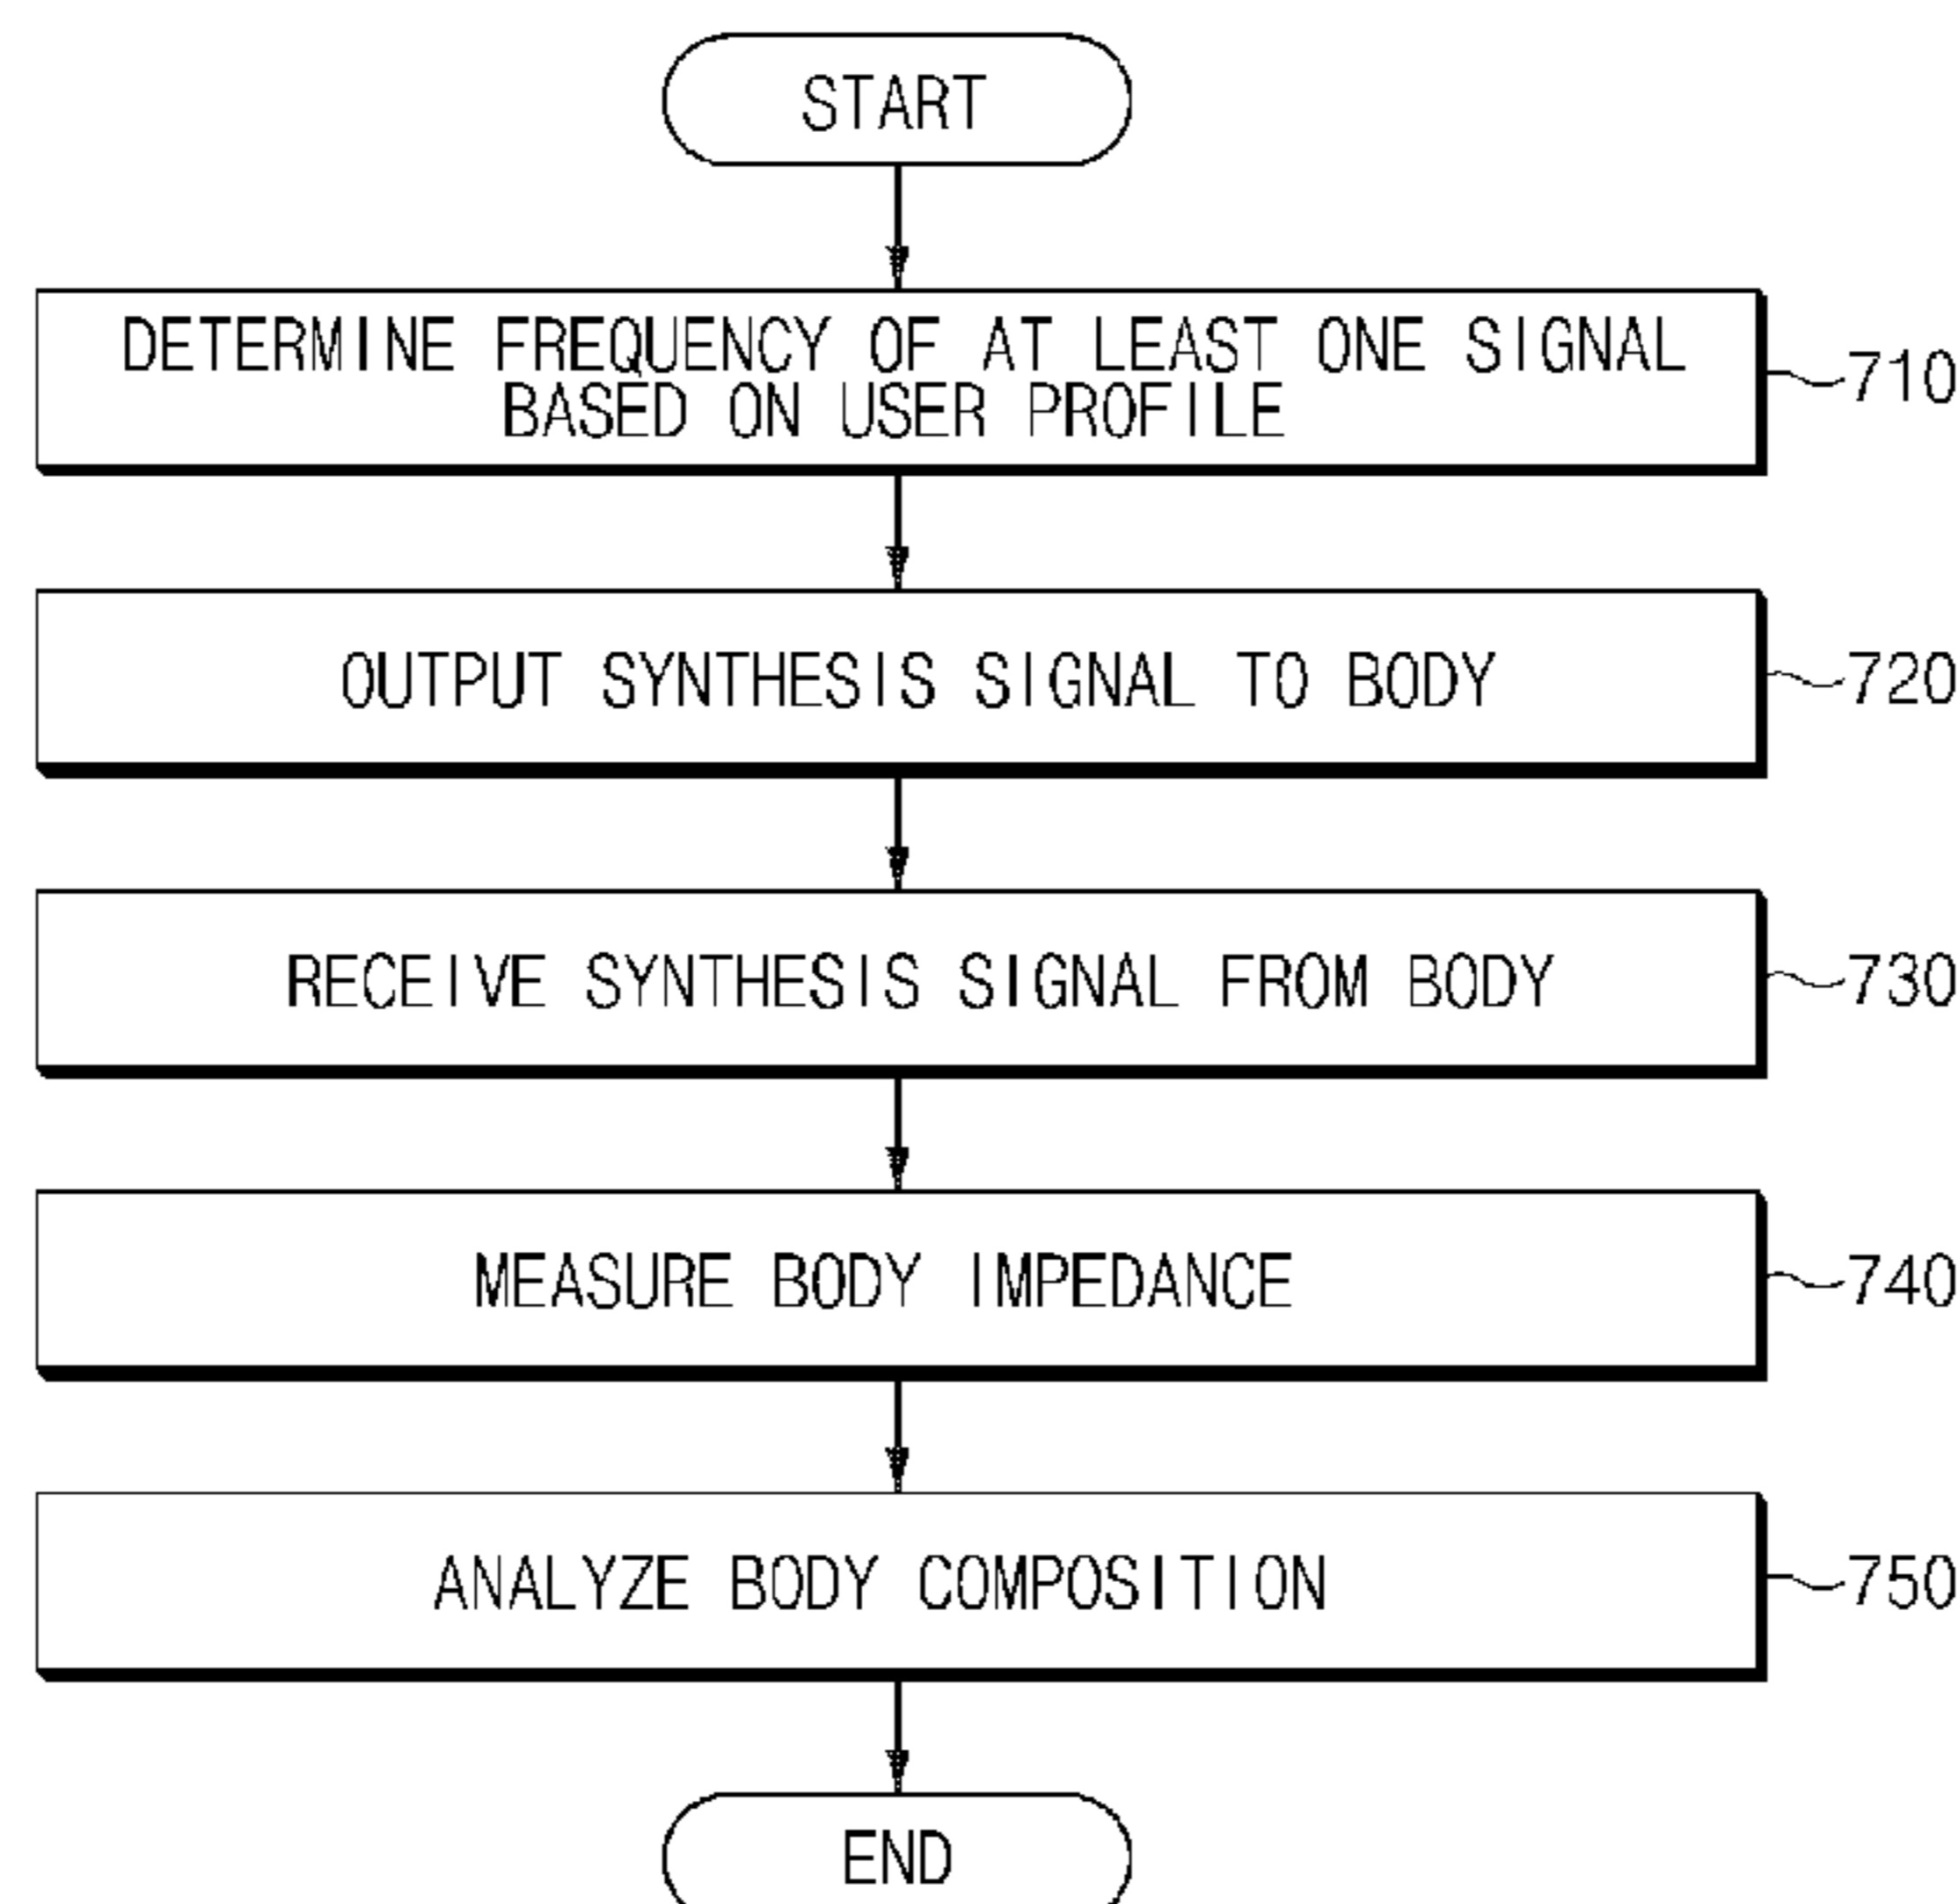 START
DETERMINE FREQUENCY OF AT LEAST ONE SIGNAL
BASED ON USER PROFILE
710
OUTPUT SYNTHESIS SIGNAL TO BODY
720
RECEIVE SYNTHESIS SIGNAL FROM BODY
730
MEASURE BODY IMPEDANCE
740
ANALYZE BODY COMPOSITION
750
END